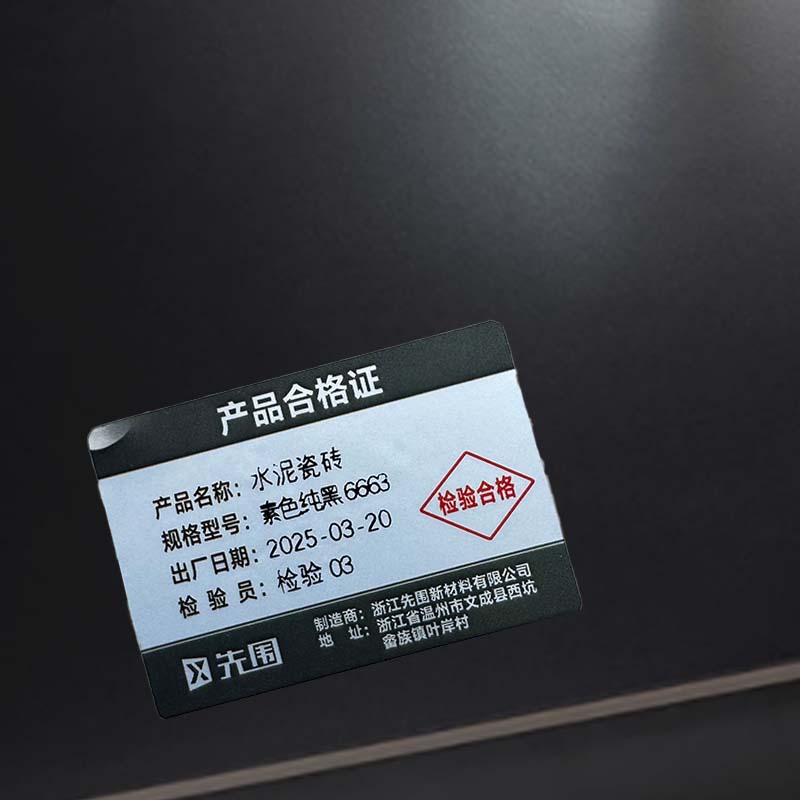 产品合格证
产品名称：水泥瓷砖
规格型号：素色纯黑6663
出厂日期：2025-03-20
检验员：检验03
检验合格
先围
制造商：浙江先围新材料有限公司
地 址：浙江省温州市文成县西坑
畲族镇叶岸村